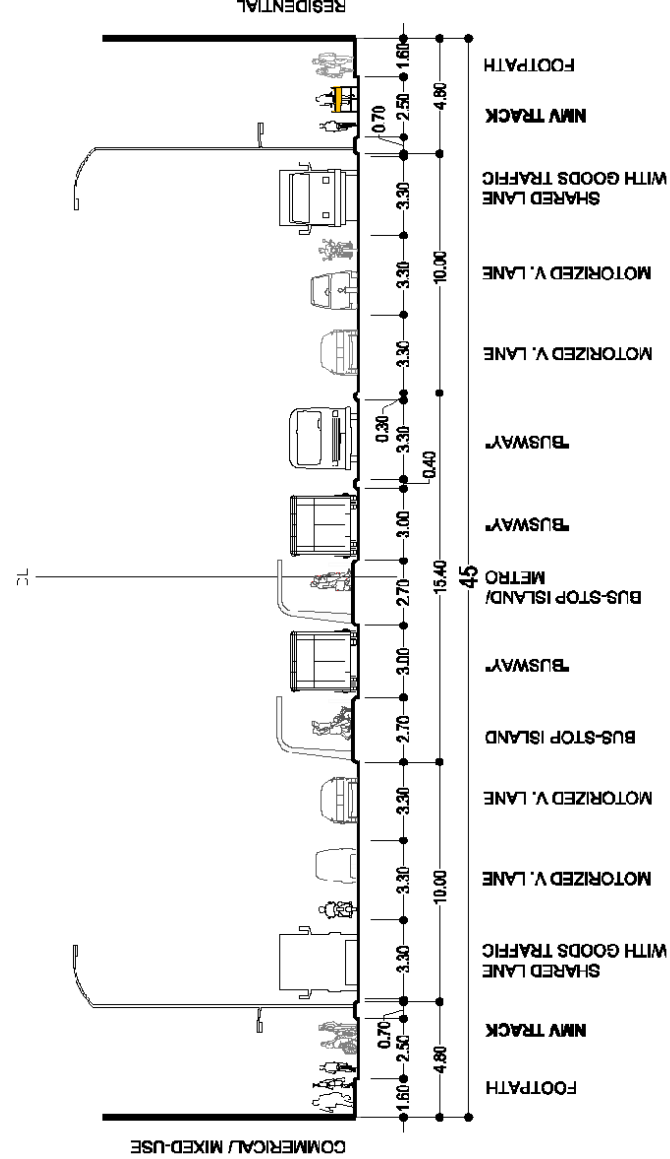 RESIDENTIAL
FOOTPATH
1.60
4.80
NMV TRACK
2.50
0.70
SHARED LANE
WITH GOODS TRAFFIC
3.30
MOTORIZED V. LANE
3.30
10.00
MOTORIZED V. LANE
3.30
0.30
"BUSWAY"
3.30
0.40
"BUSWAY"
3.00
BUS-STOP ISLAND/
METRO
2.70
15.40
45
"BUSWAY"
3.00
BUS-STOP ISLAND
2.70
MOTORIZED V. LANE
3.30
MOTORIZED V. LANE
3.30
10.00
SHARED LANE
WITH GOODS TRAFFIC
3.30
0.70
NMV TRACK
2.50
4.80
FOOTPATH
1.60
COMMERICAL/ MIXED-USE